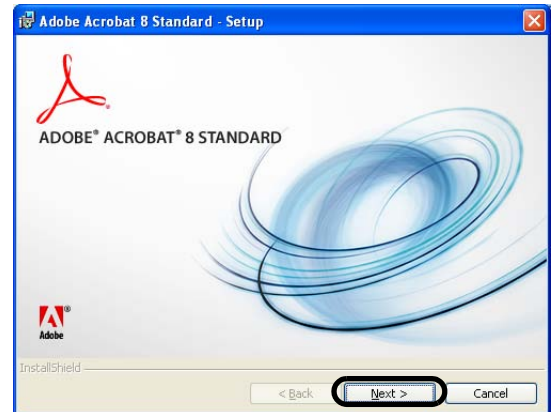 Adobe Acrobat 8 Standard - Setup
ADOBE® ACROBAT® 8 STANDARD
Adobe
InstallShield
< Back Next > Cancel